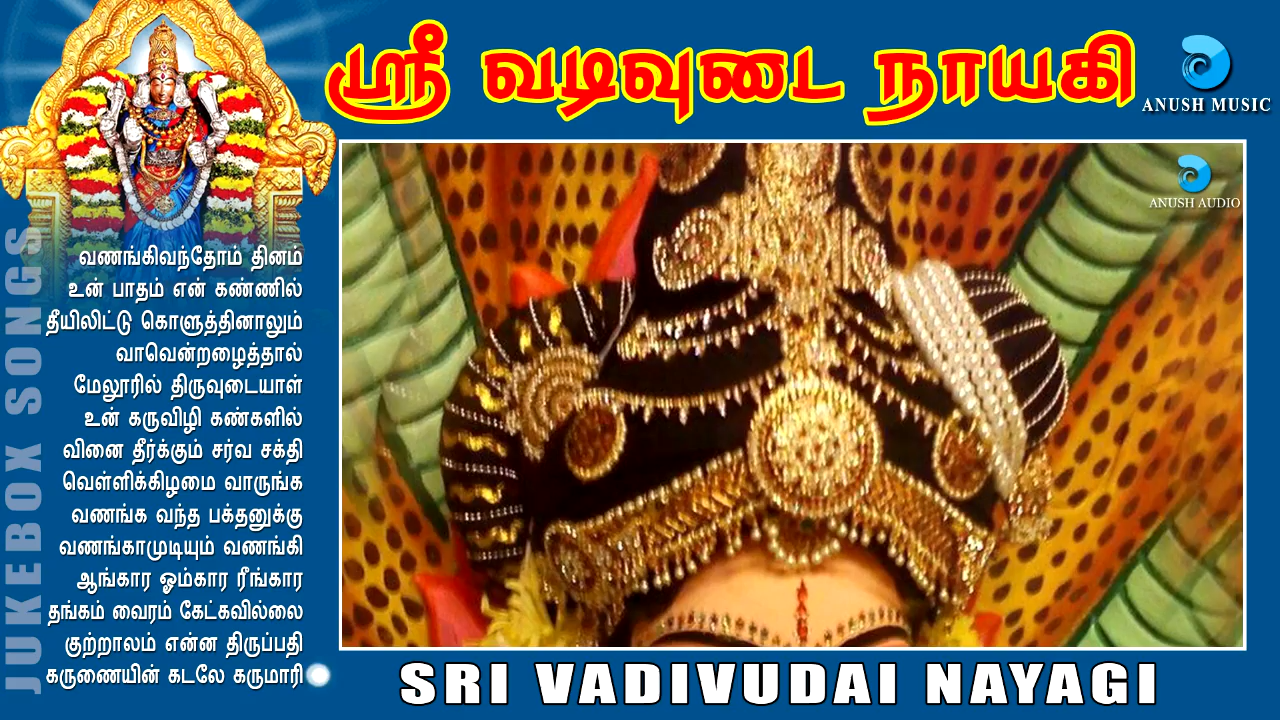 ஸ்ரீ வடிவுடை நாயகி
ANUSH MUSIC
ANUSH AUDIO
JUKEBOX SONGS
வணங்கிவந்தோம் தினம்
உன் பாதம் என் கண்ணில்
தீயிலிட்டு கொளுத்தினாலும்
வாவென்றழைத்தால்
மேலூரில் திருவுடையாள்
உன் கருவிழி கண்களில்
வினை தீர்க்கும் சர்வ சக்தி
வெள்ளிக்கிழமை வாருங்க
வணங்க வந்த பக்தனுக்கு
வணங்காமுடியும் வணங்கி
ஆங்கார ஓம்கார ரீங்கார
தங்கம் வைரம் கேட்கவில்லை
குற்றாலம் என்ன திருப்பதி
கருணையின் கடலே கருமாரி
SRI VADIVUDAI NAYAGI